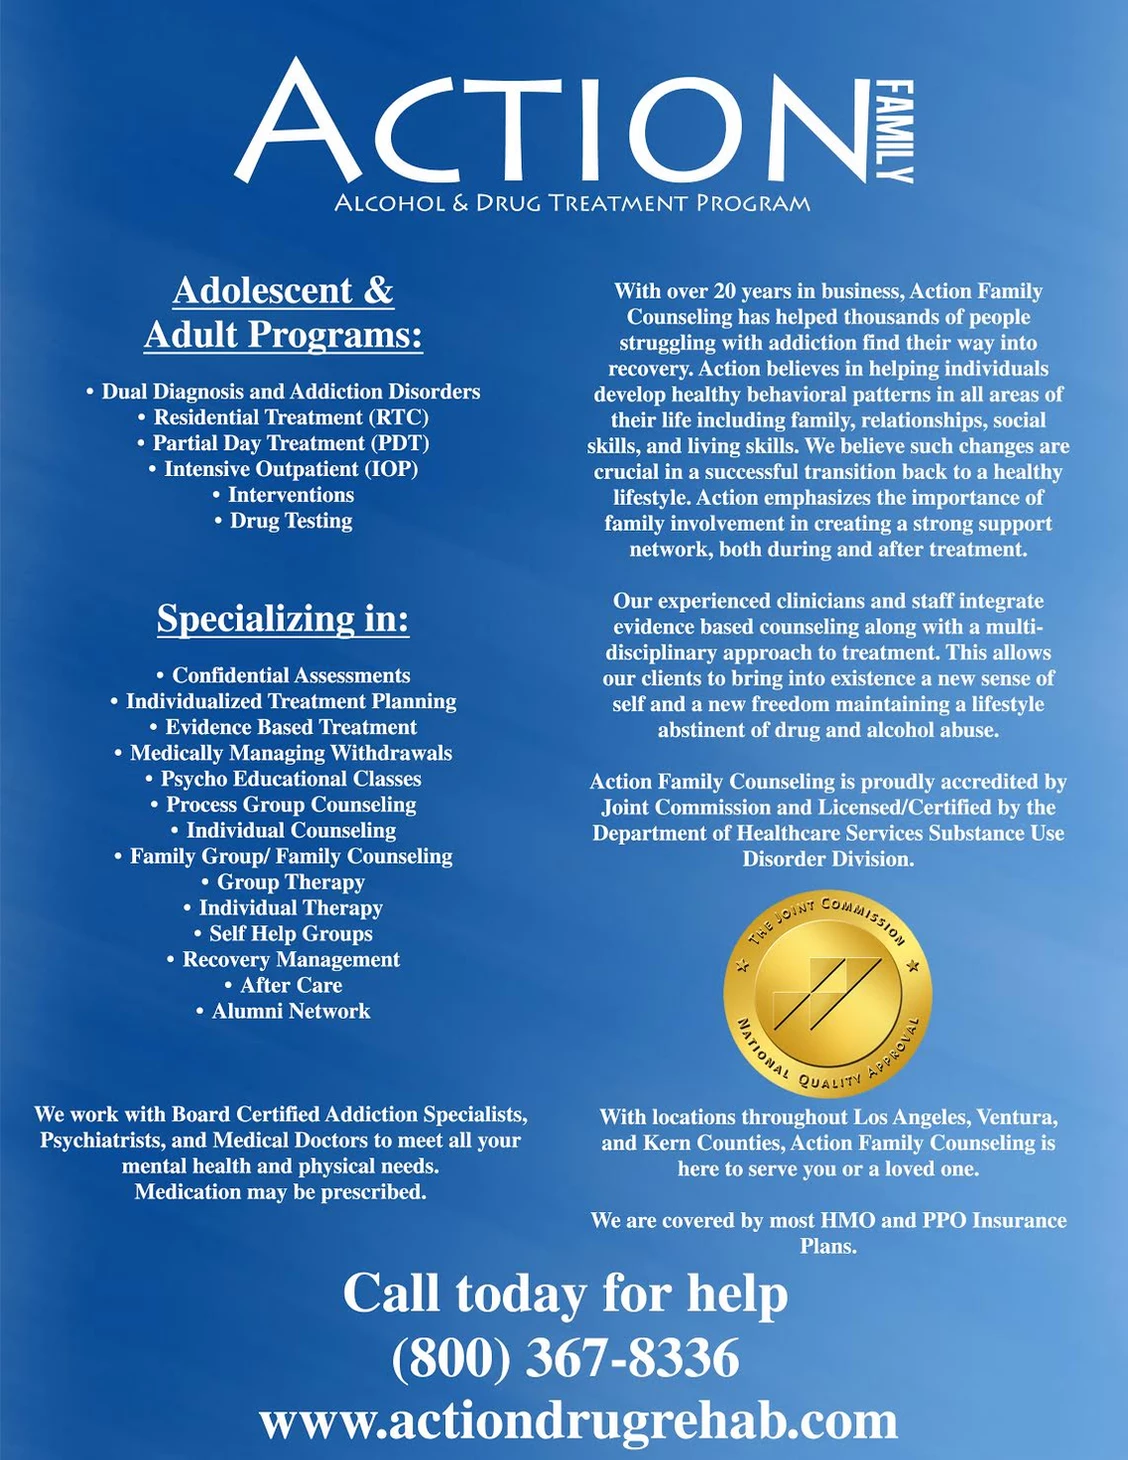 ACTION FAMILY
ALCOHOL & DRUG TREATMENT PROGRAM
Adolescent &
Adult Programs:
• Dual Diagnosis and Addiction Disorders
• Residential Treatment (RTC)
• Partial Day Treatment (PDT)
• Intensive Outpatient (IOP)
• Interventions
• Drug Testing
Specializing in:
• Confidential Assessments
• Individualized Treatment Planning
• Evidence Based Treatment
• Medically Managing Withdrawals
• Psycho Educational Classes
• Process Group Counseling
• Individual Counseling
• Family Group/ Family Counseling
• Group Therapy
• Individual Therapy
• Self Help Groups
• Recovery Management
• After Care
• Alumni Network
We work with Board Certified Addiction Specialists,
Psychiatrists, and Medical Doctors to meet all your
mental health and physical needs.
Medication may be prescribed.
With over 20 years in business, Action Family
Counseling has helped thousands of people
struggling with addiction find their way into
recovery. Action believes in helping individuals
develop healthy behavioral patterns in all areas of
their life including family, relationships, social
skills, and living skills. We believe such changes are
crucial in a successful transition back to a healthy
lifestyle. Action emphasizes the importance of
family involvement in creating a strong support
network, both during and after treatment.
Our experienced clinicians and staff integrate
evidence based counseling along with a multi-
disciplinary approach to treatment. This allows
our clients to bring into existence a new sense of
self and a new freedom maintaining a lifestyle
abstinent of drug and alcohol abuse.
Action Family Counseling is proudly accredited by
Joint Commission and Licensed/Certified by the
Department of Healthcare Services Substance Use
Disorder Division.
THE JOINT COMMISSION
NATIONAL QUALITY APPROVAL
With locations throughout Los Angeles, Ventura,
and Kern Counties, Action Family Counseling is
here to serve you or a loved one.
We are covered by most HMO and PPO Insurance
Plans.
Call today for help
(800) 367-8336
www.actiondrugrehab.com